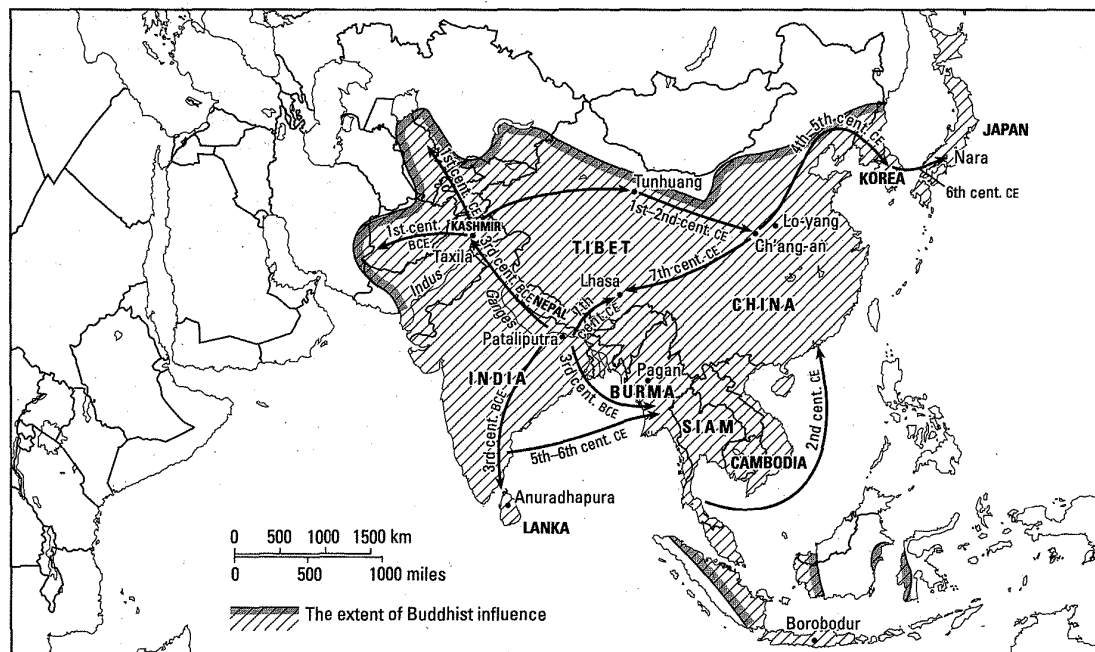 JAPAN
Nara
6th cent. CE
KOREA
4th–5th cent. CE
Tunhuang
1st–2nd cent. CE
Lo-yang
Ch'ang-an
1st cent. CE
1st cent. BCE
KASHMIR
Taxila
3rd cent. BCE
Indus
TIBET
Lhasa
7th cent. CE
CHINA
NEPAL
Ganges
7th cent. CE
Pataliputra
INDIA
3rd cent. BCE
Pagan
BURMA
3rd cent. BCE
SIAM
CAMBODIA
2nd cent. CE
5th–6th cent. CE
Anuradhapura
LANKA
0 500 1000 1500 km
0 500 1000 miles
The extent of Buddhist influence
Borobodur